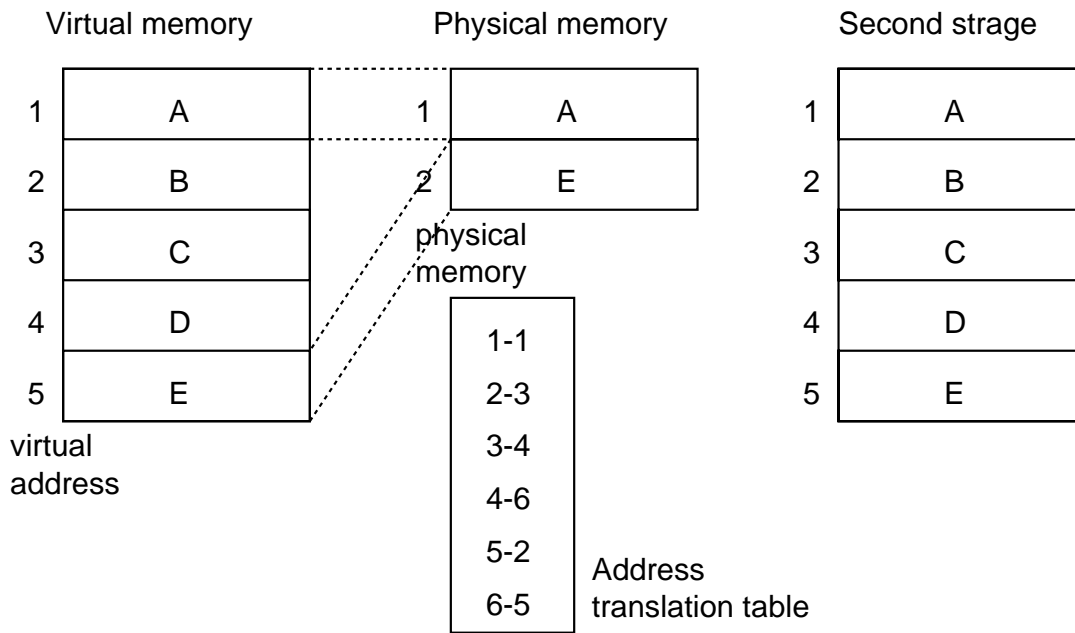 Virtual memory
Physical memory
Second strage
1 A
2 B
3 C
4 D
5 E
virtual
address
1 A
2 E
physical
memory
1-1
2-3
3-4
4-6
5-2
6-5
Address
translation table
1 A
2 B
3 C
4 D
5 E